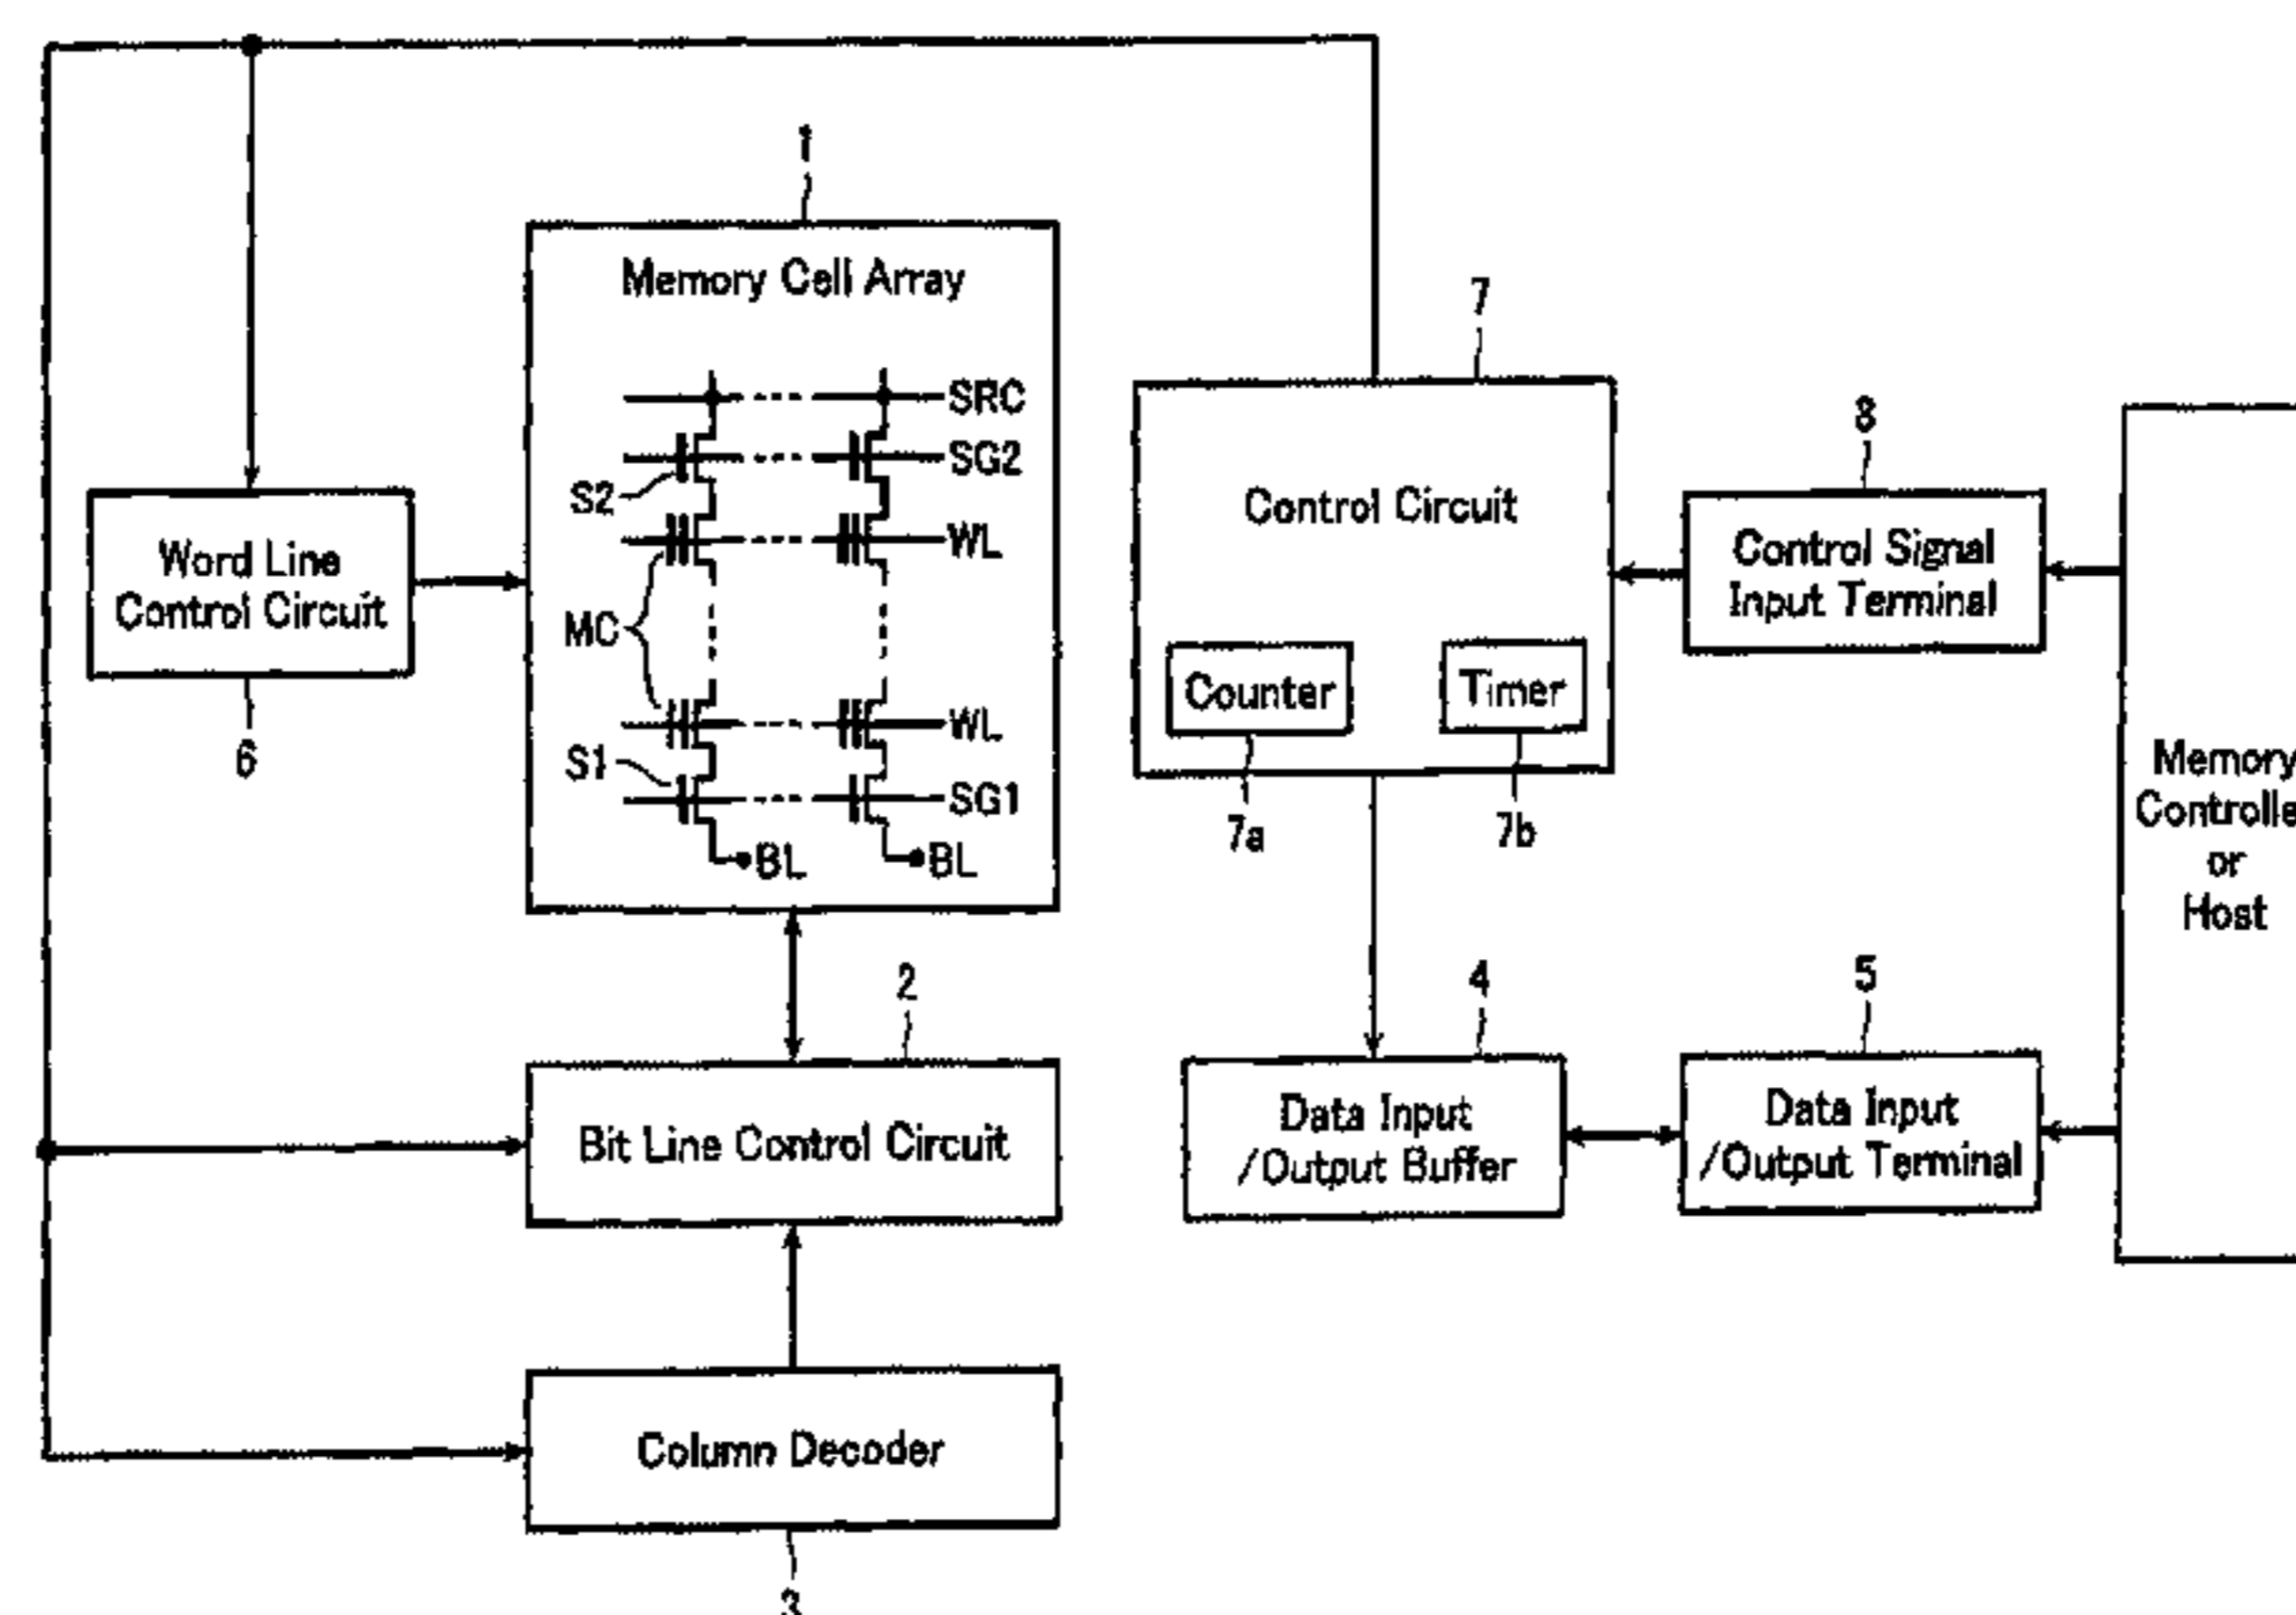 1
Memory Cell Array
SRC
SG2
S2
WL
MC
WL
S1
SG1
BL
BL
Word Line
Control Circuit
6
7
Control Circuit
Counter
Timer
7a
7b
8
Control Signal
Input Terminal
Memory
Controlle
or
Host
2
Bit Line Control Circuit
4
Data Input
/Output Buffer
5
Data Input
/Output Terminal
Column Decoder
3